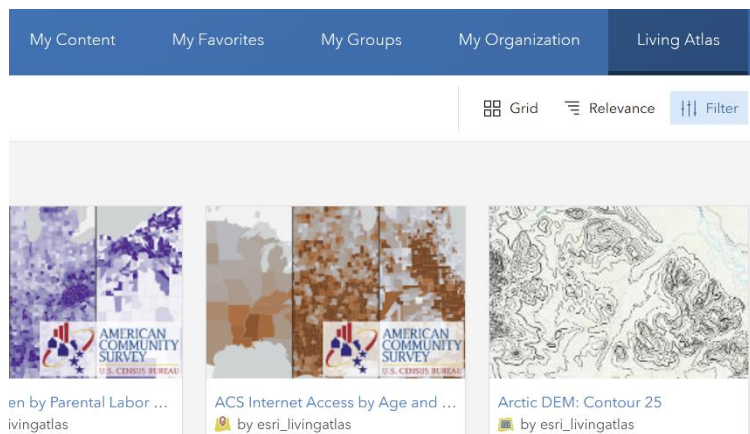 My Content My Favorites My Groups My Organization Living Atlas
Grid Relevance Filter
AMERICAN
COMMUNITY
SURVEY
U.S. CENSUS BUREAU
AMERICAN
COMMUNITY
SURVEY
U.S. CENSUS BUREAU
en by Parental Labor ...
ivingatlas
ACS Internet Access by Age and ...
by esri_livingatlas
Arctic DEM: Contour 25
by esri_livingatlas